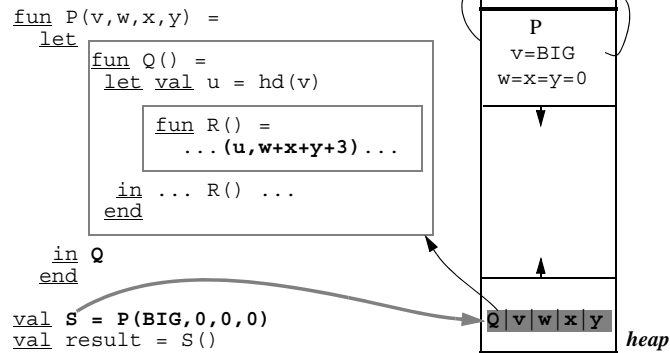 fun P(v,w,x,y) =
let
fun Q() =
let val u = hd(v)
fun R() =
...(u,w+x+y+3)...
in ... R() ...
end
in Q
end
val S = P(BIG,0,0,0)
val result = S()
P
v=BIG
w=x=y=0
Q|v|w|x|y
heap